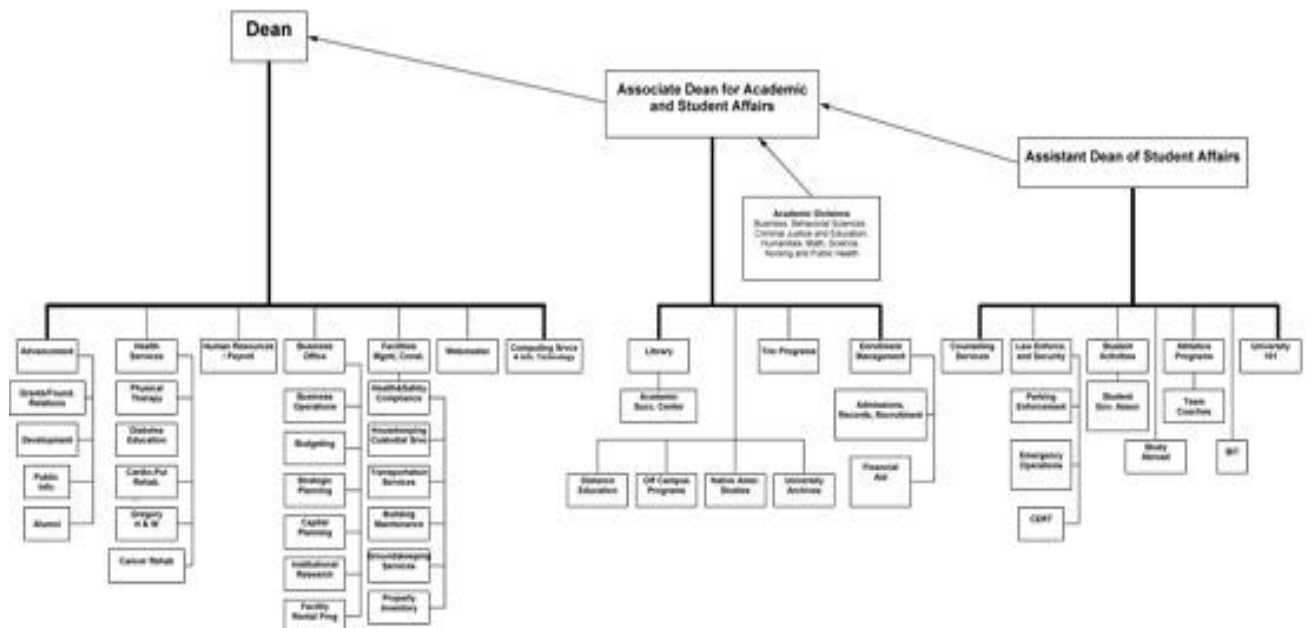 Dean
Associate Dean for Academic
and Student Affairs
Assistant Dean of Student Affairs
Academic Divisions
Business, Behavioral Sciences,
Criminal Justice and Education,
Humanities, Math, Science,
Nursing and Public Health
Advancement
Health
Services
Human Resources
/ Payroll
Business
Office
Facilities
Mgmt, Const.
Webmaster
Computing Srvcs
& Info. Technology
Library
Trio Programs
Enrollment
Management
Counseling
Services
Law Enforce.
and Security
Student
Activities
Athletics
Programs
University
101
Grants/Found.
Relations
Physical
Therapy
Business
Operations
Health&Safety
Compliance
Academic
Succ. Center
Admissions,
Records, Recruitment
Parking
Enforcement
Student
Gov. Assoc
Team
Coaches
Development
Diabetes
Education
Budgeting
Housekeeping
Custodial Srvc
Study
Abroad
BIT
Public
Info.
Cardio-Pul
Rehab.
Strategic
Planning
Transportation
Services
Distance
Education
Off Campus
Programs
Native Amer.
Studies
University
Archives
Financial
Aid
Emergency
Operations
Alumni
Gregory
H & W
Capital
Planning
Building
Maintenance
CERT
Cancer Rehab
Institutional
Research
Groundskeeping
Services
Facility
Rental Prog
Property
Inventory